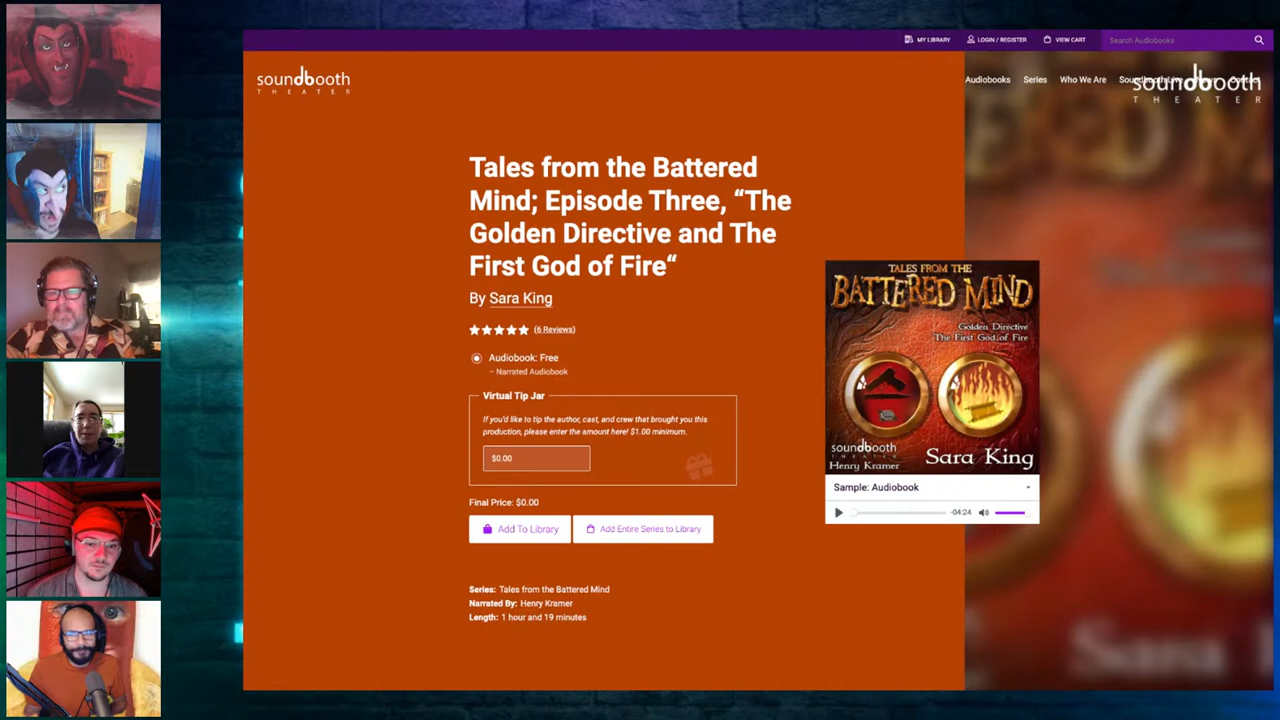 MY LIBRARY
LOGIN / REGISTER
VIEW CART
Search Audiobooks
soundbooth
THEATER
Audiobooks
Series
Who We Are
Soundbooth Live
Contact
soundbooth
THEATER
Tales from the Battered
Mind; Episode Three, “The
Golden Directive and The
First God of Fire“
By Sara King
(6 Reviews)
Audiobook: Free
– Narrated Audiobook
Virtual Tip Jar
If you'd like to tip the author, cast, and crew that brought you this
production, please enter the amount here! $1.00 minimum.
$0.00
Final Price: $0.00
Add To Library
Add Entire Series to Library
Series: Tales from the Battered Mind
Narrated By: Henry Kramer
Length: 1 hour and 19 minutes
TALES FROM THE
BATTERED MIND
Golden Directive
The First God of Fire
soundbooth
THEATER
Henry Kramer
Sara King
Sample: Audiobook
-04:24